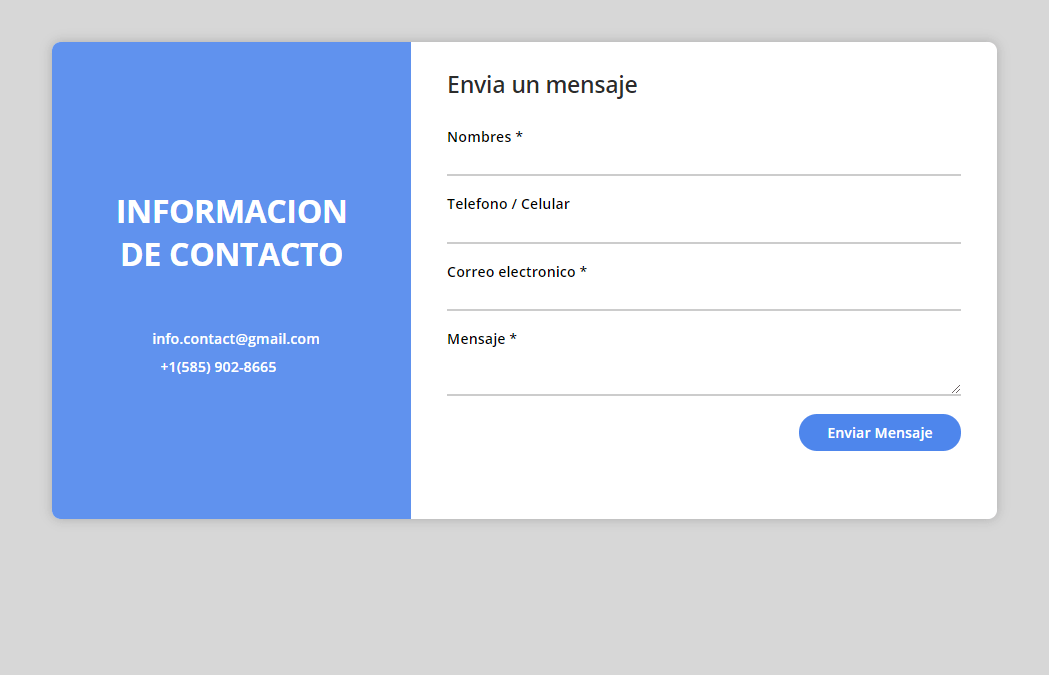 INFORMACION
DE CONTACTO
info.contact@gmail.com
+1(585) 902-8665
Envia un mensaje
Nombres *
Telefono / Celular
Correo electronico *
Mensaje *
Enviar Mensaje